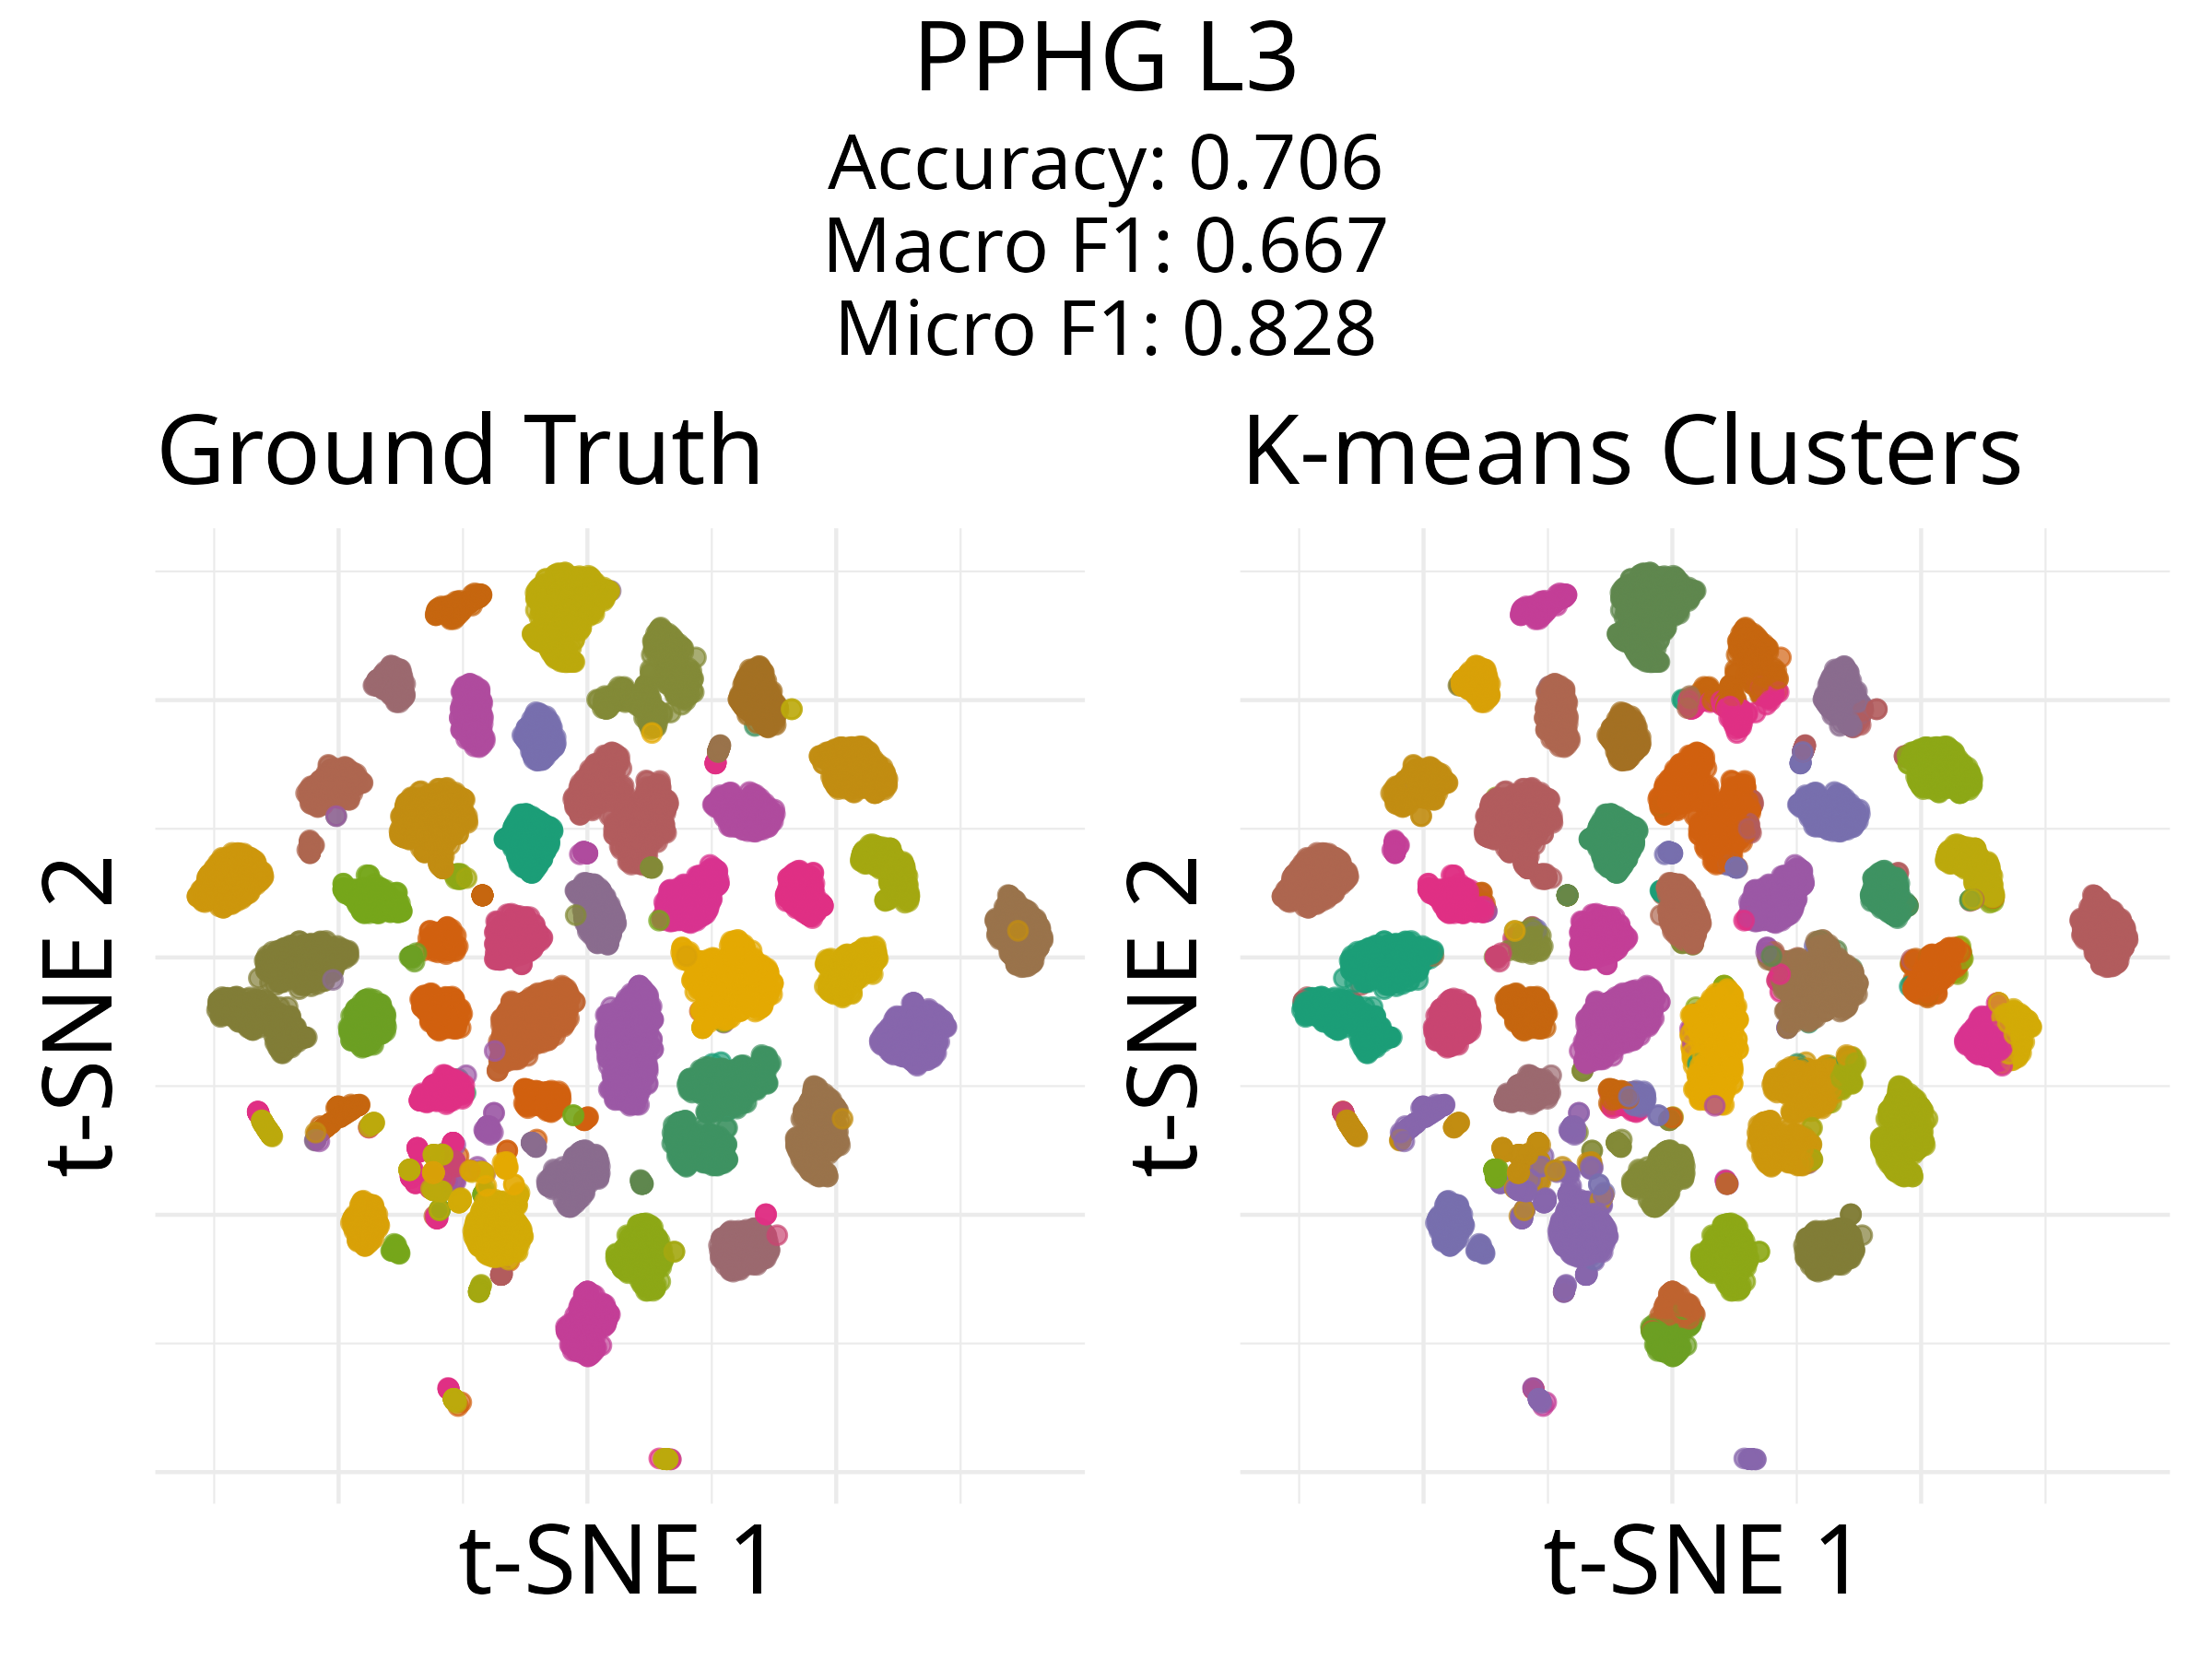 PPHG L3
Accuracy: 0.706
Macro F1: 0.667
Micro F1: 0.828
Ground Truth
K-means Clusters
t-SNE 2
t-SNE 2
t-SNE 1
t-SNE 1